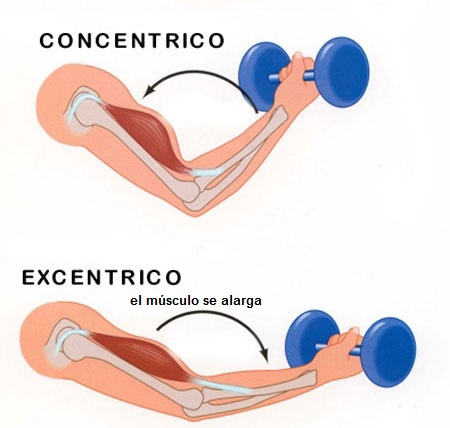 CONCENTRICO
EXCENTRICO
el músculo se alarga